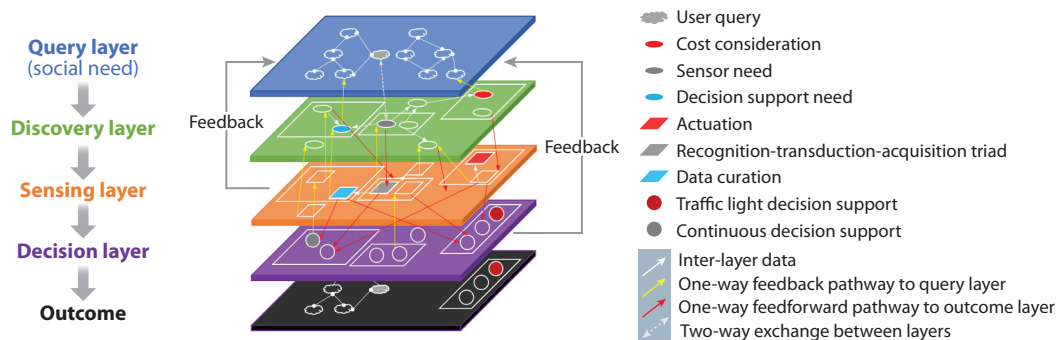 Query layer
(social need)
Discovery layer
Sensing layer
Decision layer
Outcome
Feedback
Feedback
User query
Cost consideration
Sensor need
Decision support need
Actuation
Recognition-transduction-acquisition triad
Data curation
Traffic light decision support
Continuous decision support
Inter-layer data
One-way feedback pathway to query layer
One-way feedforward pathway to outcome layer
Two-way exchange between layers